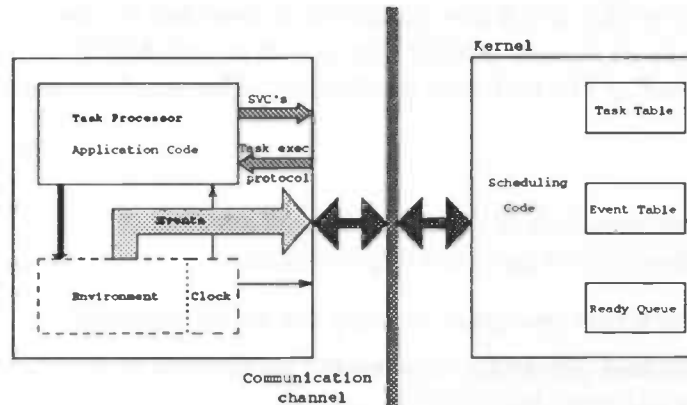 Kernel
SVC's
Task Processor
Application Code
Task exec
protocol
Events
Environment
Clock
Communication
channel
Scheduling
Code
Task Table
Event Table
Ready Queue